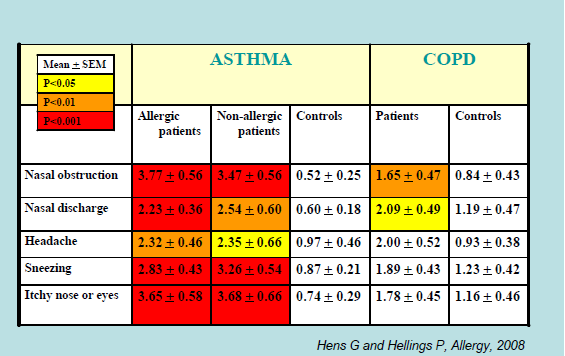 Mean ± SEM
P<0.05
P<0.01
P<0.001
ASTHMA COPD
Allergic patients Non-allergic patients Controls Patients Controls
Nasal obstruction 3.77 ± 0.56 3.47 ± 0.56 0.52 ± 0.25 1.65 ± 0.47 0.84 ± 0.43
Nasal discharge 2.23 ± 0.36 2.54 ± 0.60 0.60 ± 0.18 2.09 ± 0.49 1.19 ± 0.47
Headache 2.32 ± 0.46 2.35 ± 0.66 0.97 ± 0.46 2.00 ± 0.52 0.93 ± 0.38
Sneezing 2.83 ± 0.43 3.26 ± 0.54 0.87 ± 0.21 1.89 ± 0.43 1.23 ± 0.42
Itchy nose or eyes 3.65 ± 0.58 3.68 ± 0.66 0.74 ± 0.29 1.78 ± 0.45 1.16 ± 0.46
Hens G and Hellings P, Allergy, 2008